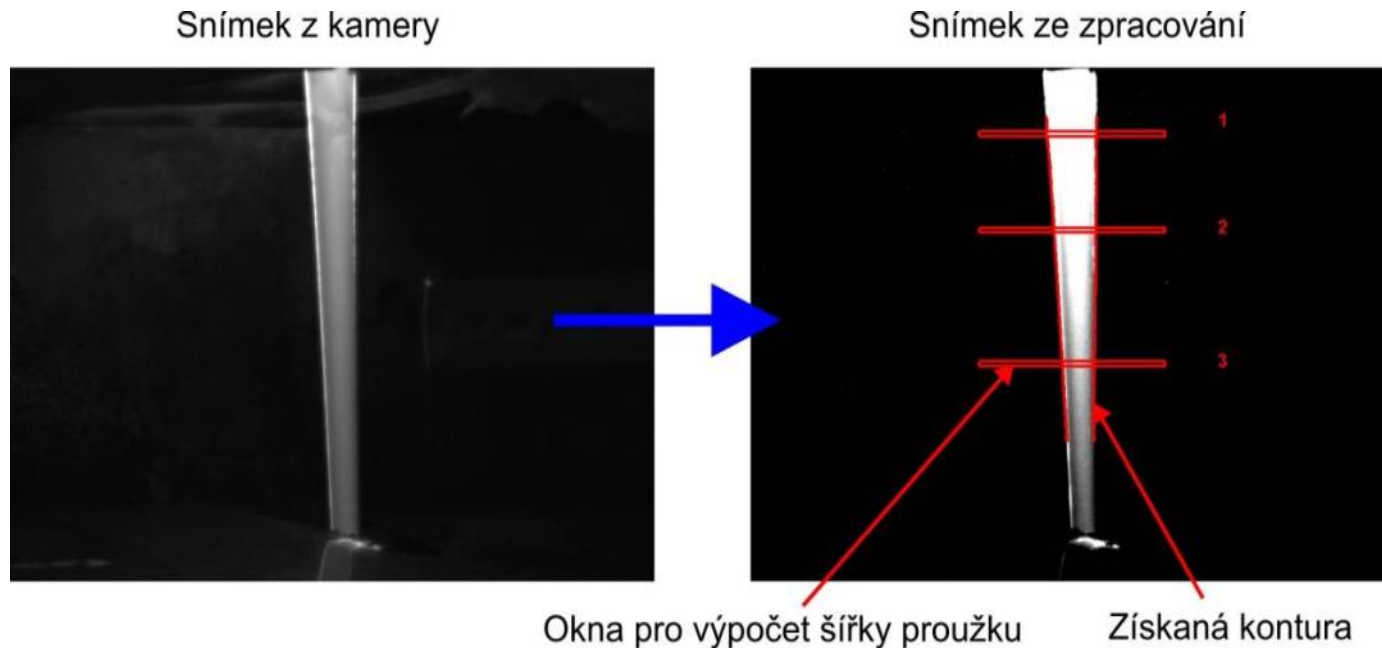 Snímek z kamery
Snímek ze zpracování
1
2
3
Okna pro výpočet šířky proužku
Získaná kontura